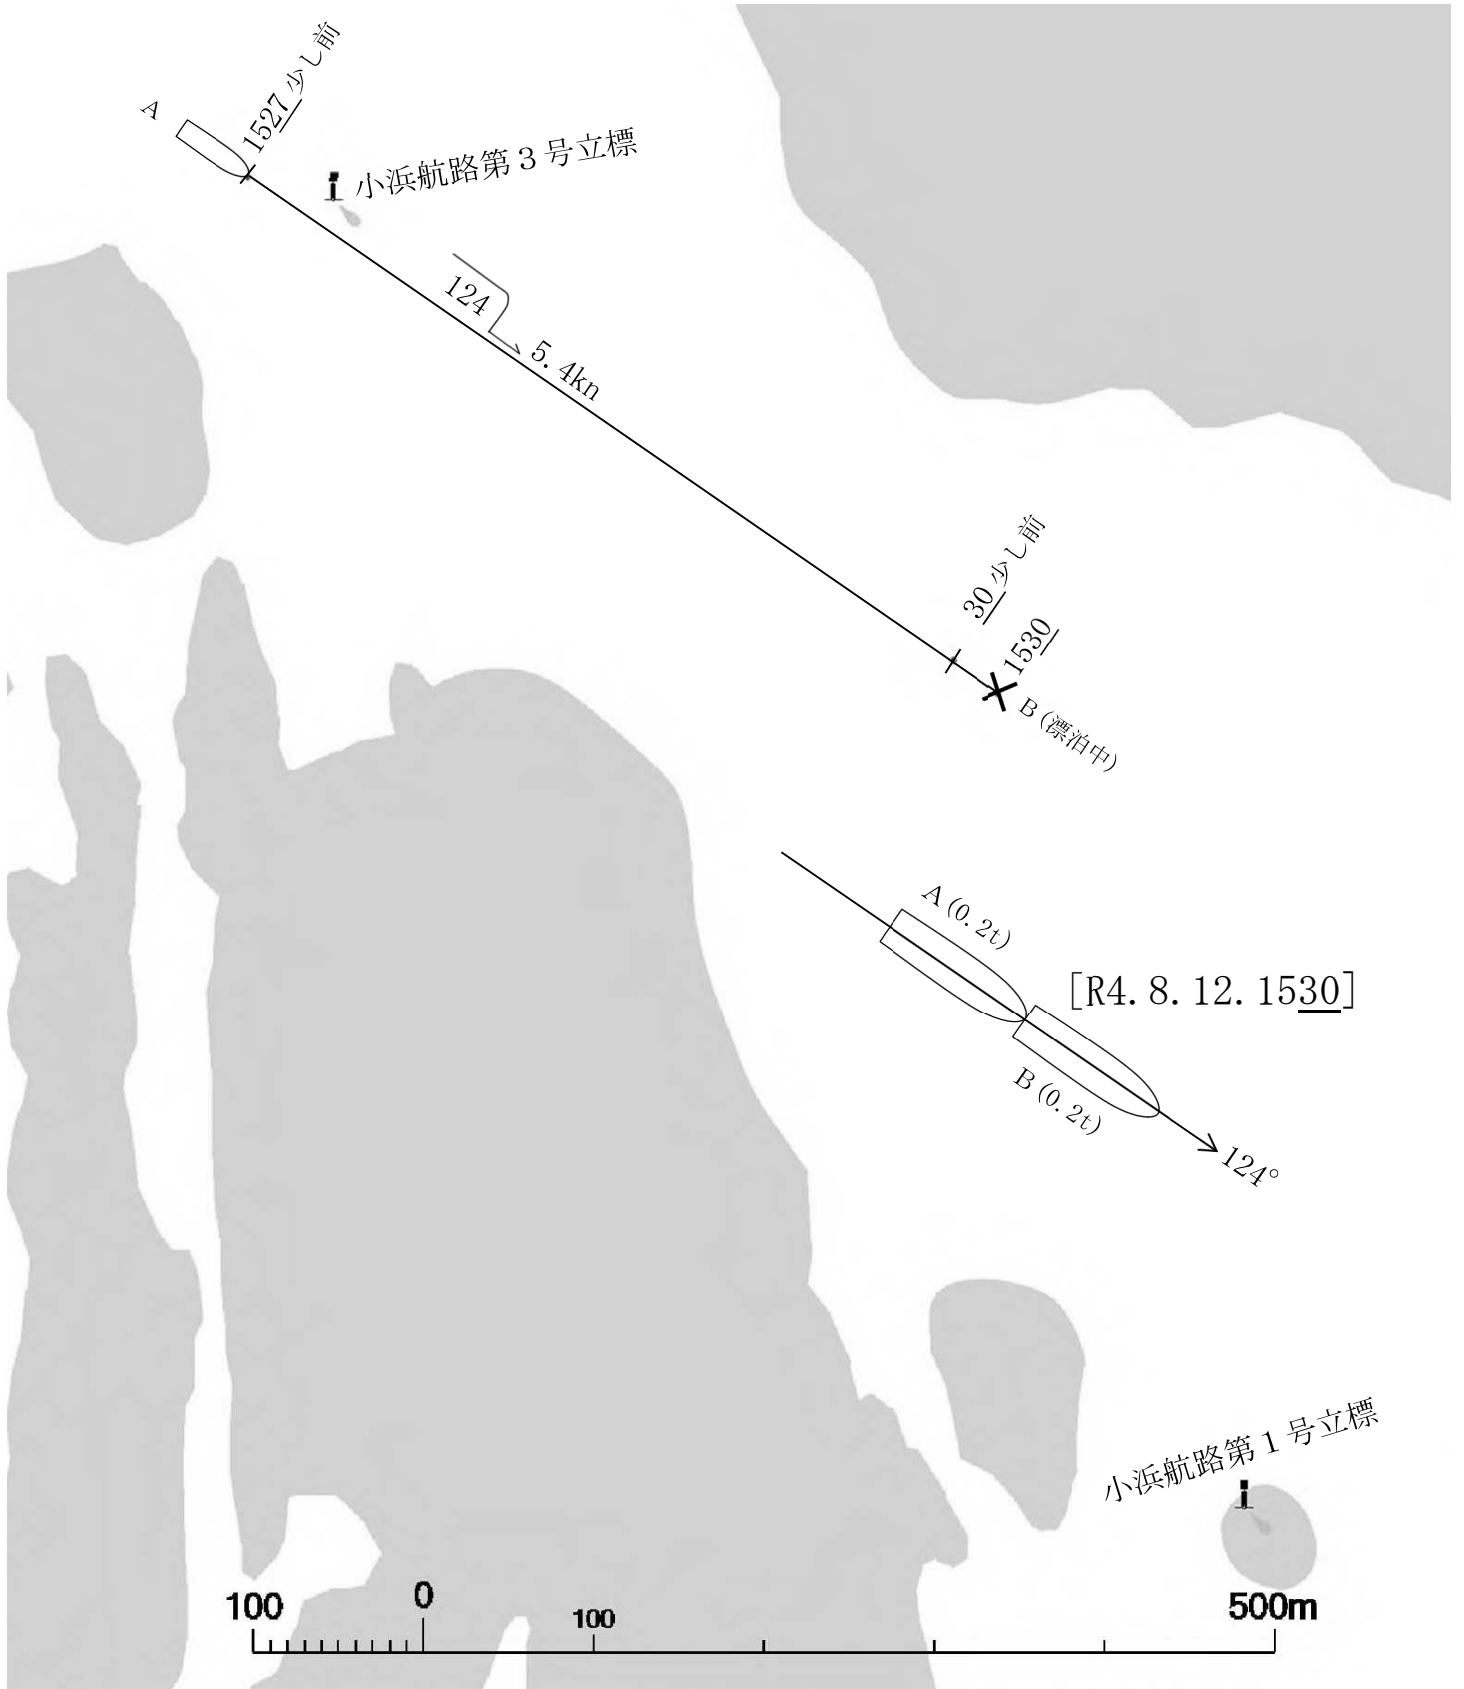 A
1527少し前
小浜航路第3号立標
124
5.4kn
30少し前
1530
B(漂泊中)
A(0.2t)
[R4.8.12.1530]
B(0.2t)
124°
小浜航路第1号立標
100 0 100 500m